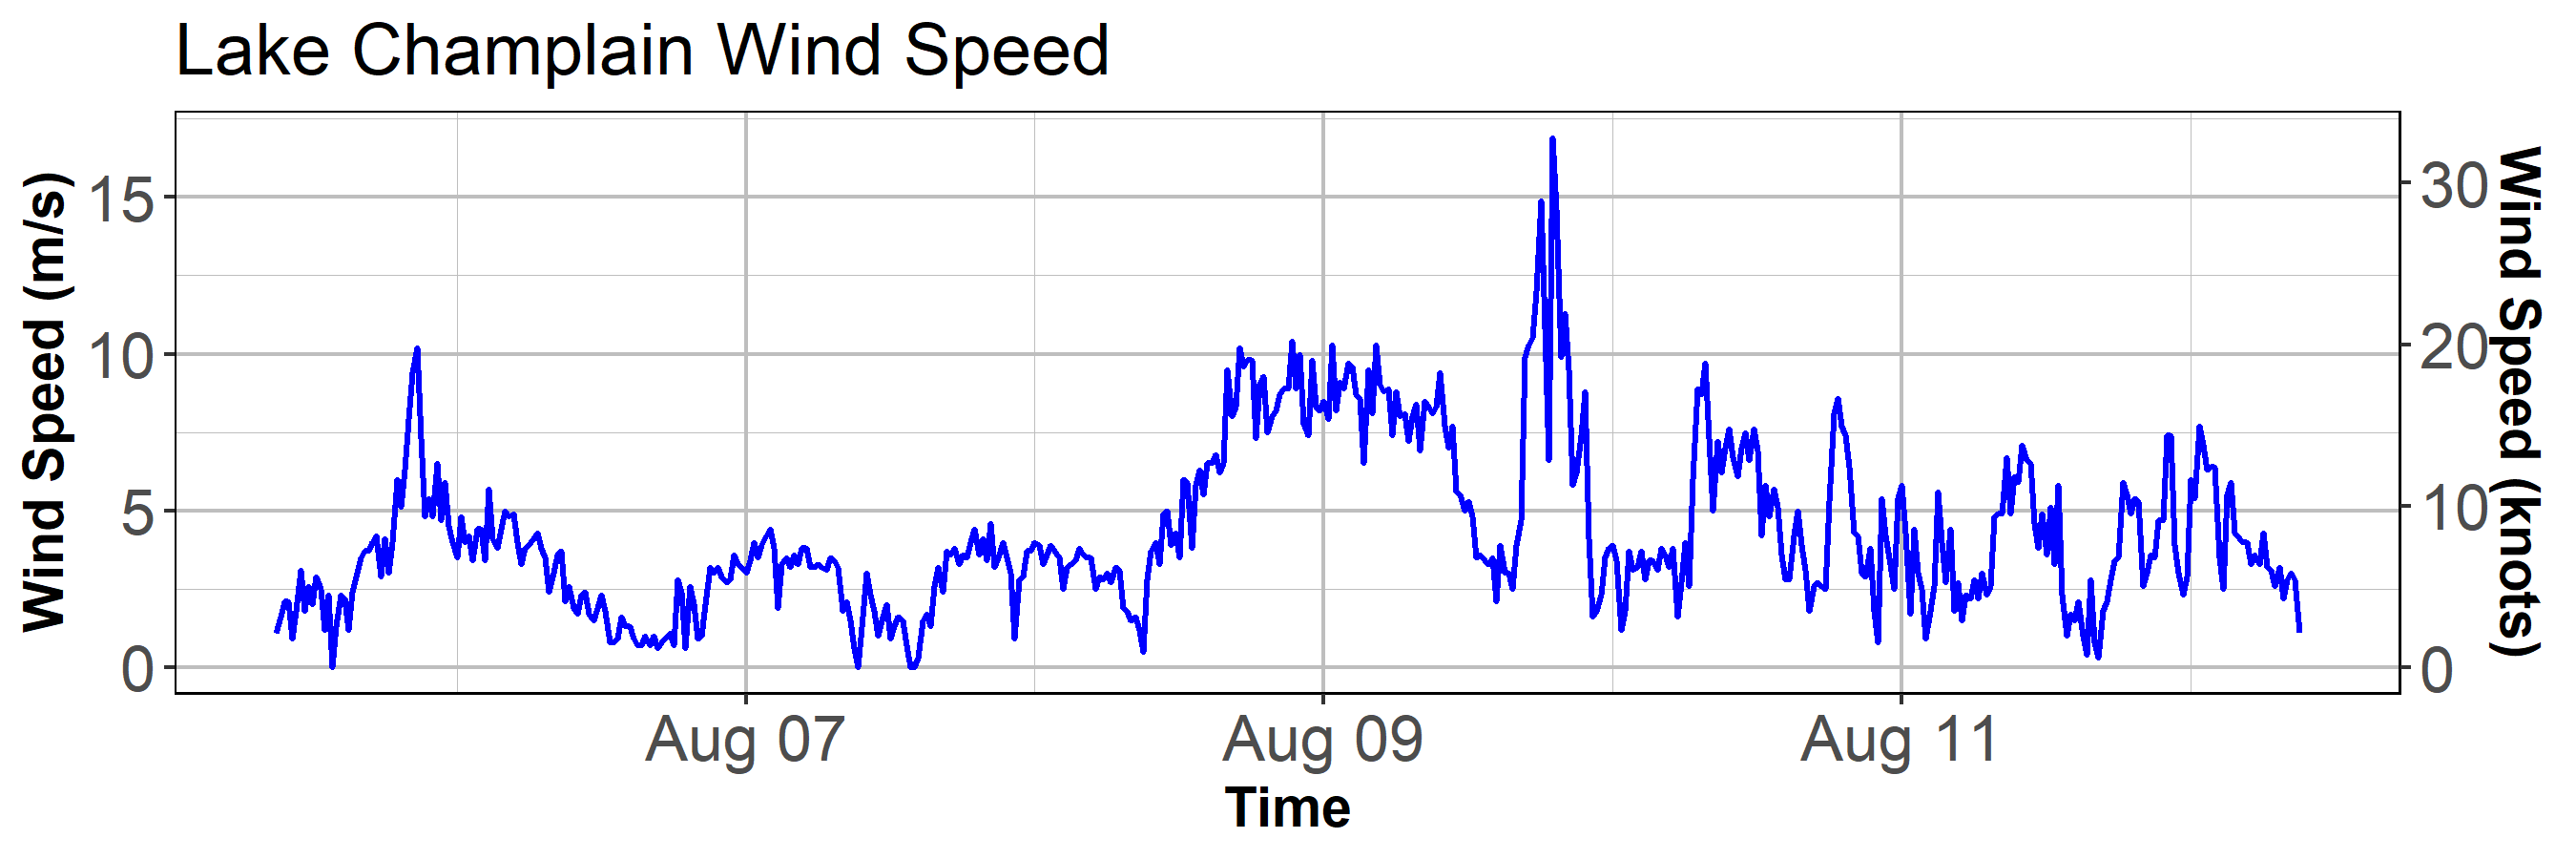 Lake Champlain Wind Speed
Wind Speed (m/s)
15
10
5
0
30
20
10
0
Wind Speed (knots)
Aug 07
Aug 09
Aug 11
Time